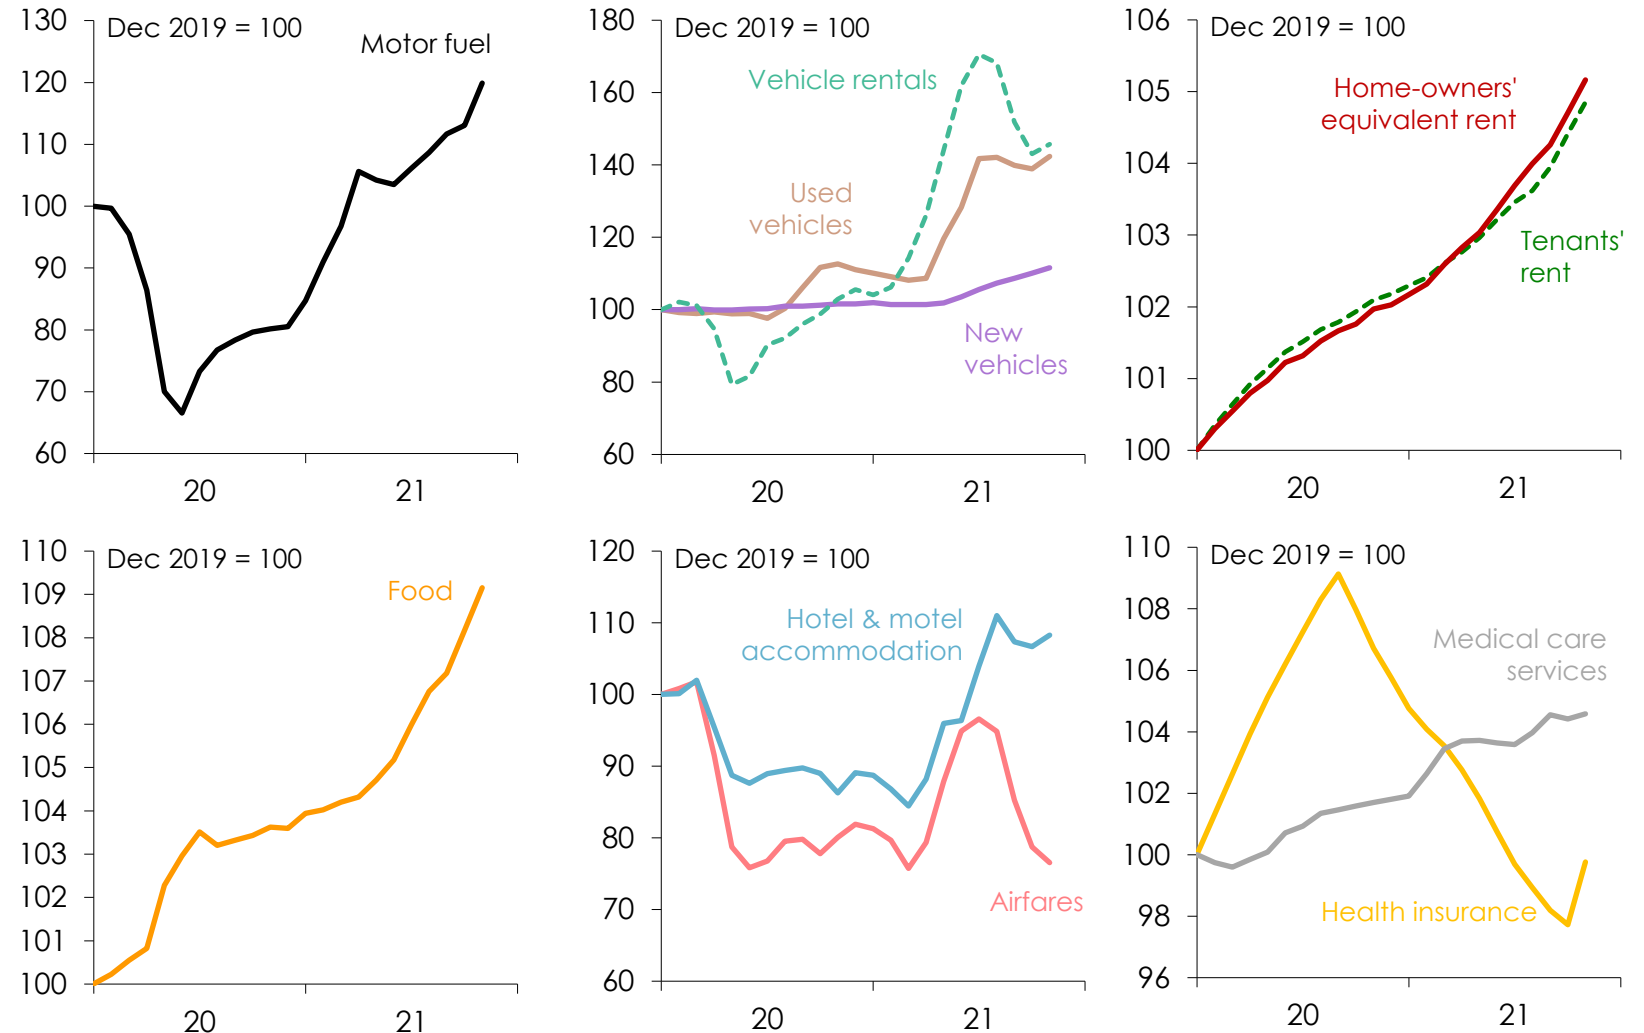 130
120
110
100
90
80
70
60
Dec 2019 = 100
Motor fuel
20
21
180
160
140
120
100
80
60
Dec 2019 = 100
Vehicle rentals
Used
vehicles
New
vehicles
20
21
106
105
104
103
102
101
100
Dec 2019 = 100
Home-owners'
equivalent rent
Tenants'
rent
20
21
110
109
108
107
106
105
104
103
102
101
100
Dec 2019 = 100
Food
20
21
120
110
100
90
80
70
60
Dec 2019 = 100
Hotel & motel
accommodation
Airfares
20
21
110
108
106
104
102
100
98
96
Dec 2019 = 100
Medical care
services
Health insurance
20
21